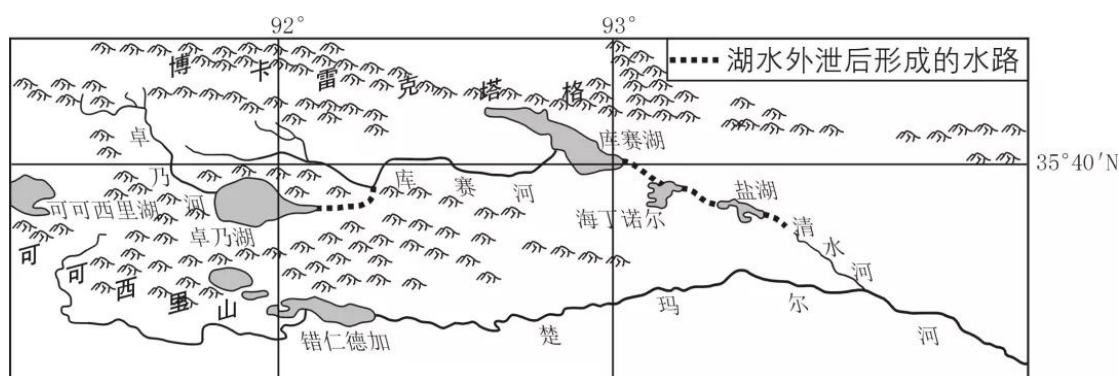 92°
93°
湖水外泄后形成的水路
博卡雷克塔格
库赛湖
35°40′N
卓乃河
库赛河
可可西里湖
卓乃湖
海丁诺尔
盐湖
清水河
可可西里山
错仁德加
楚玛尔河